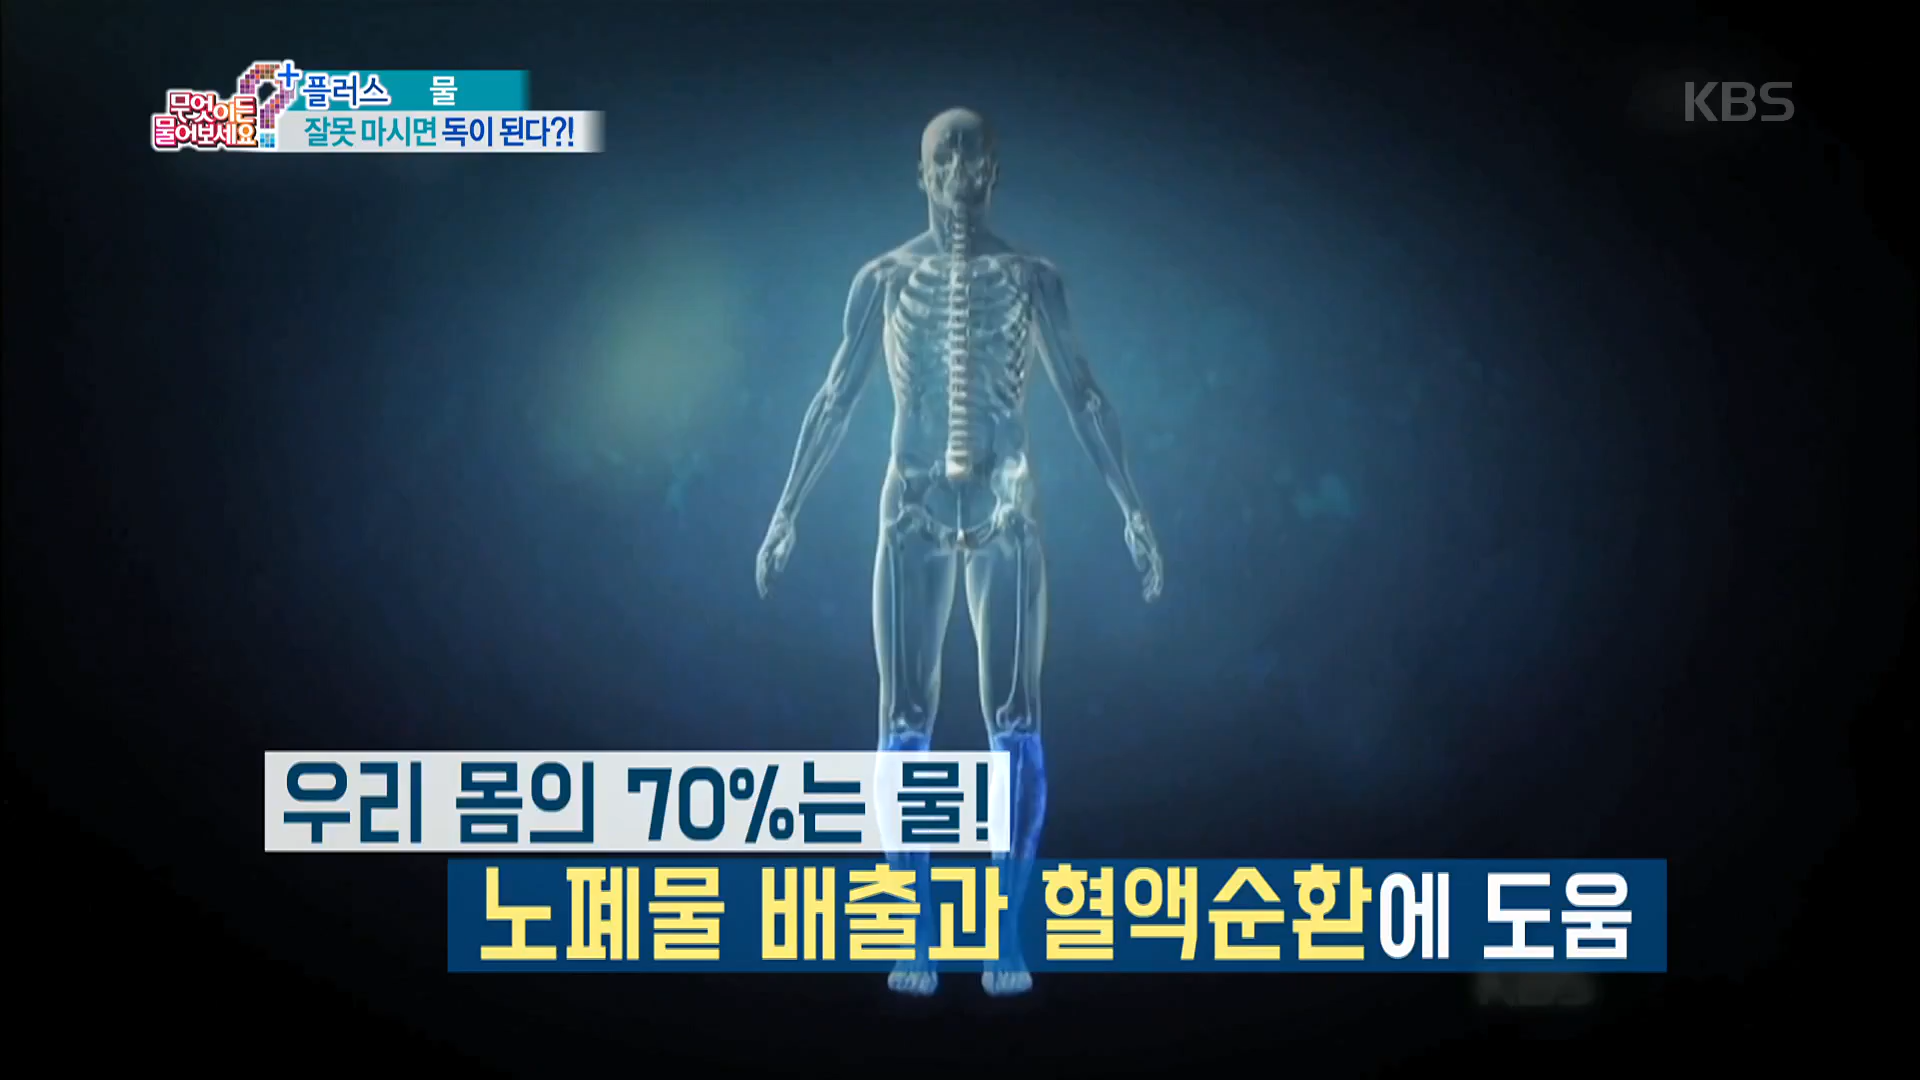 무엇이든
물어보세요
플러스 물
잘못 마시면 독이 된다?!
KBS
우리 몸의 70%는 물!
노폐물 배출과 혈액순환에 도움
KBS